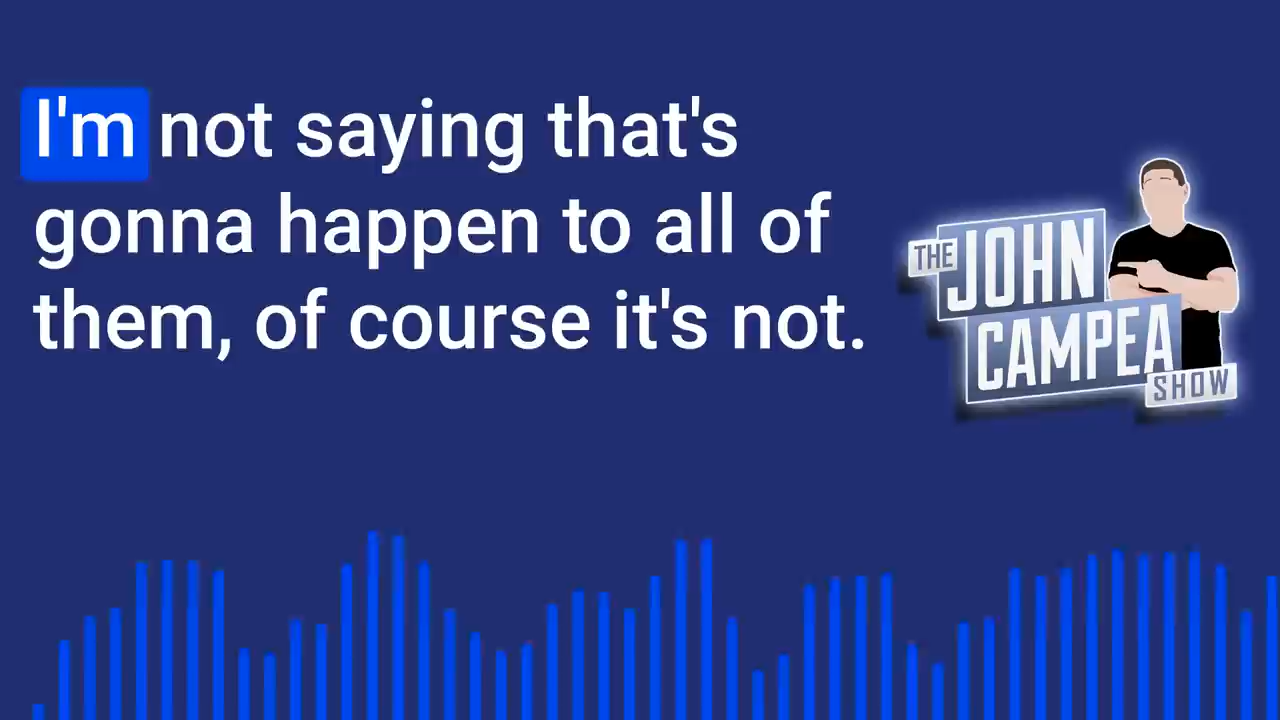 I'm not saying that's
gonna happen to all of
them, of course it's not.
THE
JOHN
CAMPEA
SHOW